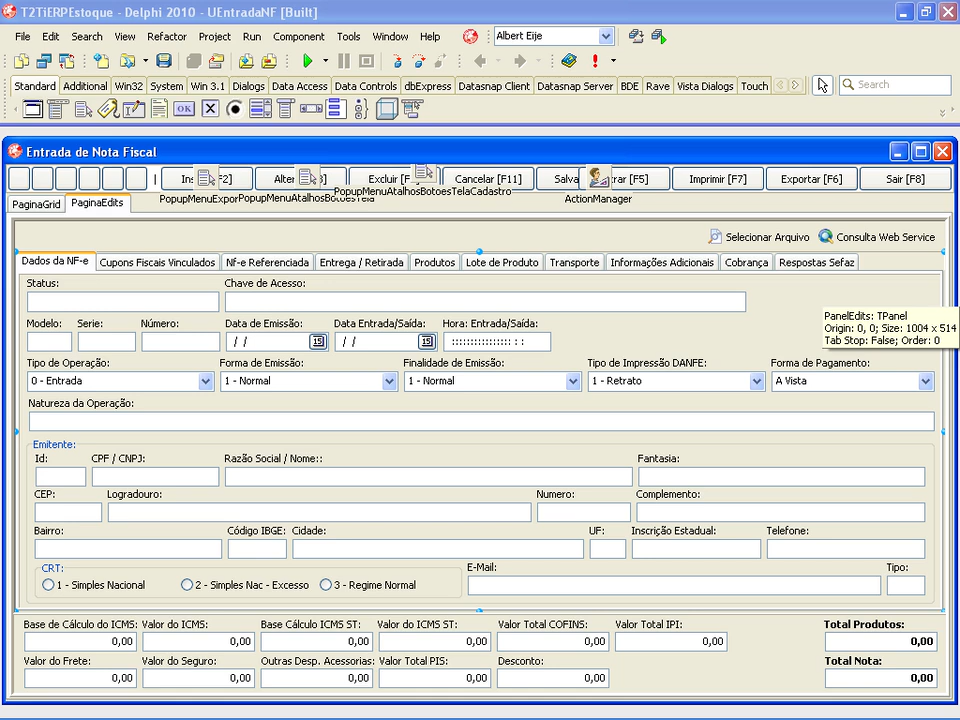 T2TiERPEstoque - Delphi 2010 - UEntradaNF [Built]
File Edit Search View Refactor Project Run Component Tools Window Help Albert Eije
Standard Additional Win32 System Win 3.1 Dialogs Data Access Data Controls dbExpress Datasnap Client Datasnap Server BDE Rave Vista Dialogs Touch Search
OK
Entrada de Nota Fiscal
Cancelar [F11] Imprimir [F7] Exportar [F6] Sair [F8]
PopupMenuAtalhosBotoesTelaCadastro
ActionManager
PaginaGrid PaginaEdits
Selecionar Arquivo Consulta Web Service
Dados da NF-e Cupons Fiscais Vinculados Nf-e Referenciada Entrega / Retirada Produtos Lote de Produto Transporte Informações Adicionais Cobrança Respostas Sefaz
Status: Chave de Acesso:
PanelEdits: TPanel
Origin: 0, 0; Size: 1004 x 514
Tab Stop: False; Order: 0
Modelo: Serie: Número: Data de Emissão: Data Entrada/Saída: Hora: Entrada/Saída:
/ / 15 / / 15 : :
Tipo de Operação: Forma de Emissão: Finalidade de Emissão: Tipo de Impressão DANFE: Forma de Pagamento:
0 - Entrada 1 - Normal 1 - Normal 1 - Retrato A Vista
Natureza da Operação:
Emitente:
Id: CPF / CNPJ: Razão Social / Nome:: Fantasia:
CEP: Logradouro: Numero: Complemento:
Bairro: Código IBGE: Cidade: UF: Inscrição Estadual: Telefone:
CRT: E-Mail: Tipo:
1 - Simples Nacional 2 - Simples Nac - Excesso 3 - Regime Normal
Base de Cálculo do ICMS: Valor do ICMS: Base Cálculo ICMS ST: Valor do ICMS ST: Valor Total COFINS: Valor Total IPI: Total Produtos:
0,00 0,00 0,00 0,00 0,00 0,00 0,00
Valor do Frete: Valor do Seguro: Outras Desp. Acessorias: Valor Total PIS: Desconto: Total Nota:
0,00 0,00 0,00 0,00 0,00 0,00